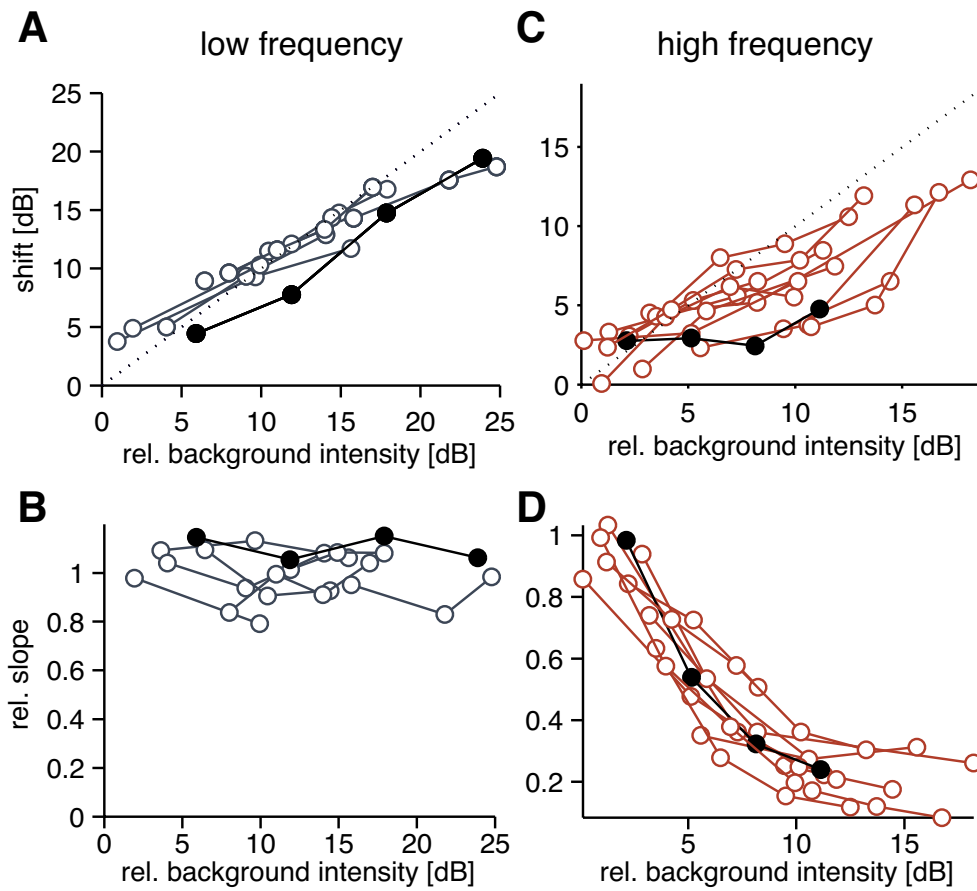 A
low frequency
25
20
15
10
5
0
shift [dB]
0 5 10 15 20 25
rel. background intensity [dB]
C
high frequency
15
10
5
0
0 5 10 15
rel. background intensity [dB]
B
1
0.8
0.6
0.4
0.2
0
rel. slope
0 5 10 15 20 25
rel. background intensity [dB]
D
1
0.8
0.6
0.4
0.2
5 10 15
rel. background intensity [dB]